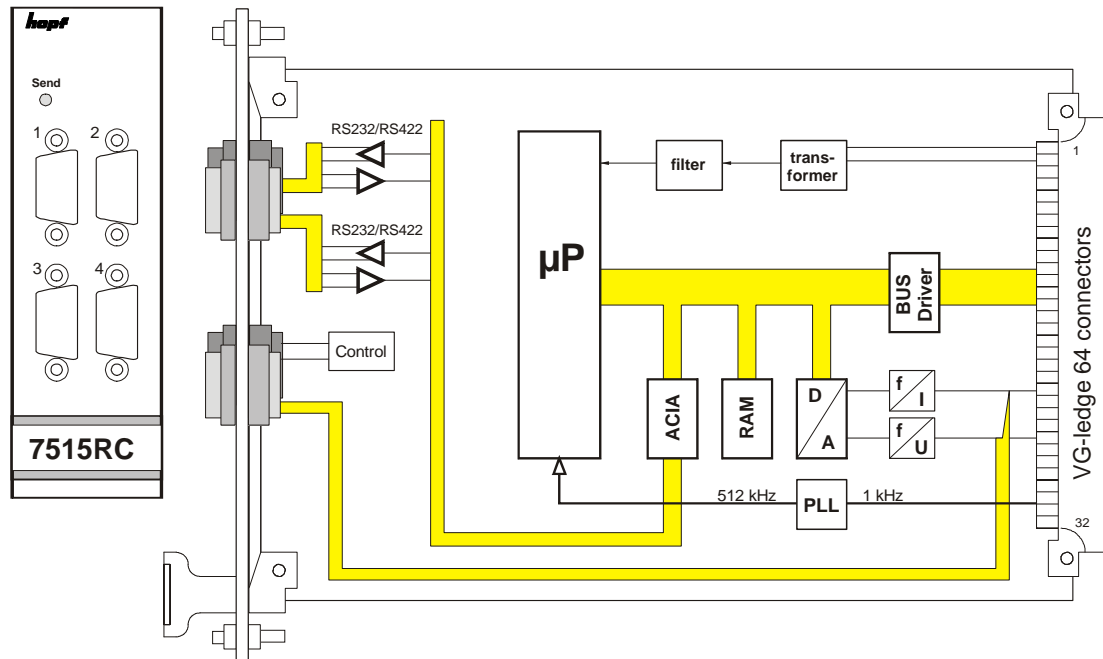 hopf
Send
1
2
3
4
7515RC
RS232/RS422
RS232/RS422
Control
µP
filter
trans-
former
BUS
Driver
ACIA
RAM
D
A
f
I
f
U
512 kHz
PLL
1 kHz
1
32
VG-ledge 64 connectors